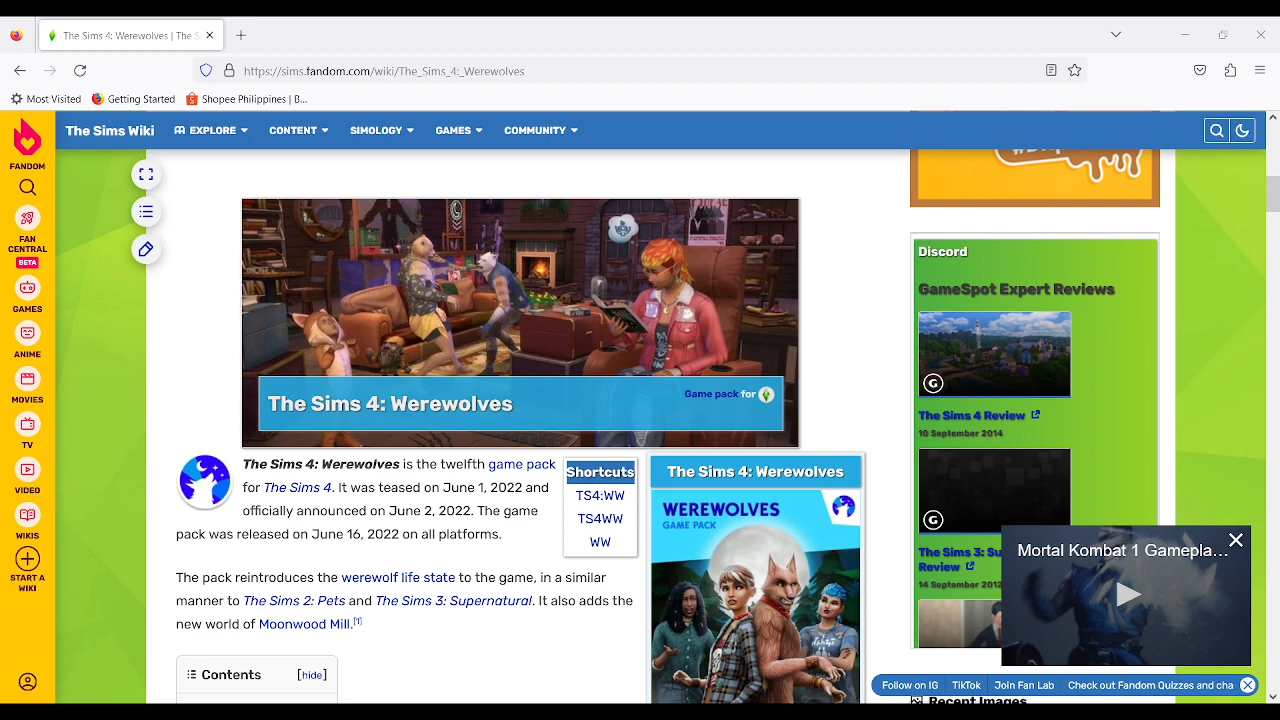 The Sims 4: Werewolves | The S
https://sims.fandom.com/wiki/The_Sims_4:_Werewolves
Most Visited
Getting Started
Shopee Philippines | B...
FANDOM
FAN
CENTRAL
BETA
GAMES
ANIME
MOVIES
TV
VIDEO
WIKIS
START A
WIKI
The Sims Wiki
EXPLORE
CONTENT
SIMOLOGY
GAMES
COMMUNITY
The Sims 4: Werewolves
Game pack for
The Sims 4: Werewolves is the twelfth game pack
for The Sims 4. It was teased on June 1, 2022 and
officially announced on June 2, 2022. The game
pack was released on June 16, 2022 on all platforms.
Shortcuts
TS4:WW
TS4WW
WW
The pack reintroduces the werewolf life state to the game, in a similar
manner to The Sims 2: Pets and The Sims 3: Supernatural. It also adds the
new world of Moonwood Mill.[1]
Contents [hide]
The Sims 4: Werewolves
WEREWOLVES
GAME PACK
Discord
GameSpot Expert Reviews
G
The Sims 4 Review
10 September 2014
G
The Sims 3: Su
Review
14 September 2012
Mortal Kombat 1 Gamepla...
Follow on IG
TikTok
Join Fan Lab
Check out Fandom Quizzes and cha
Recent Images